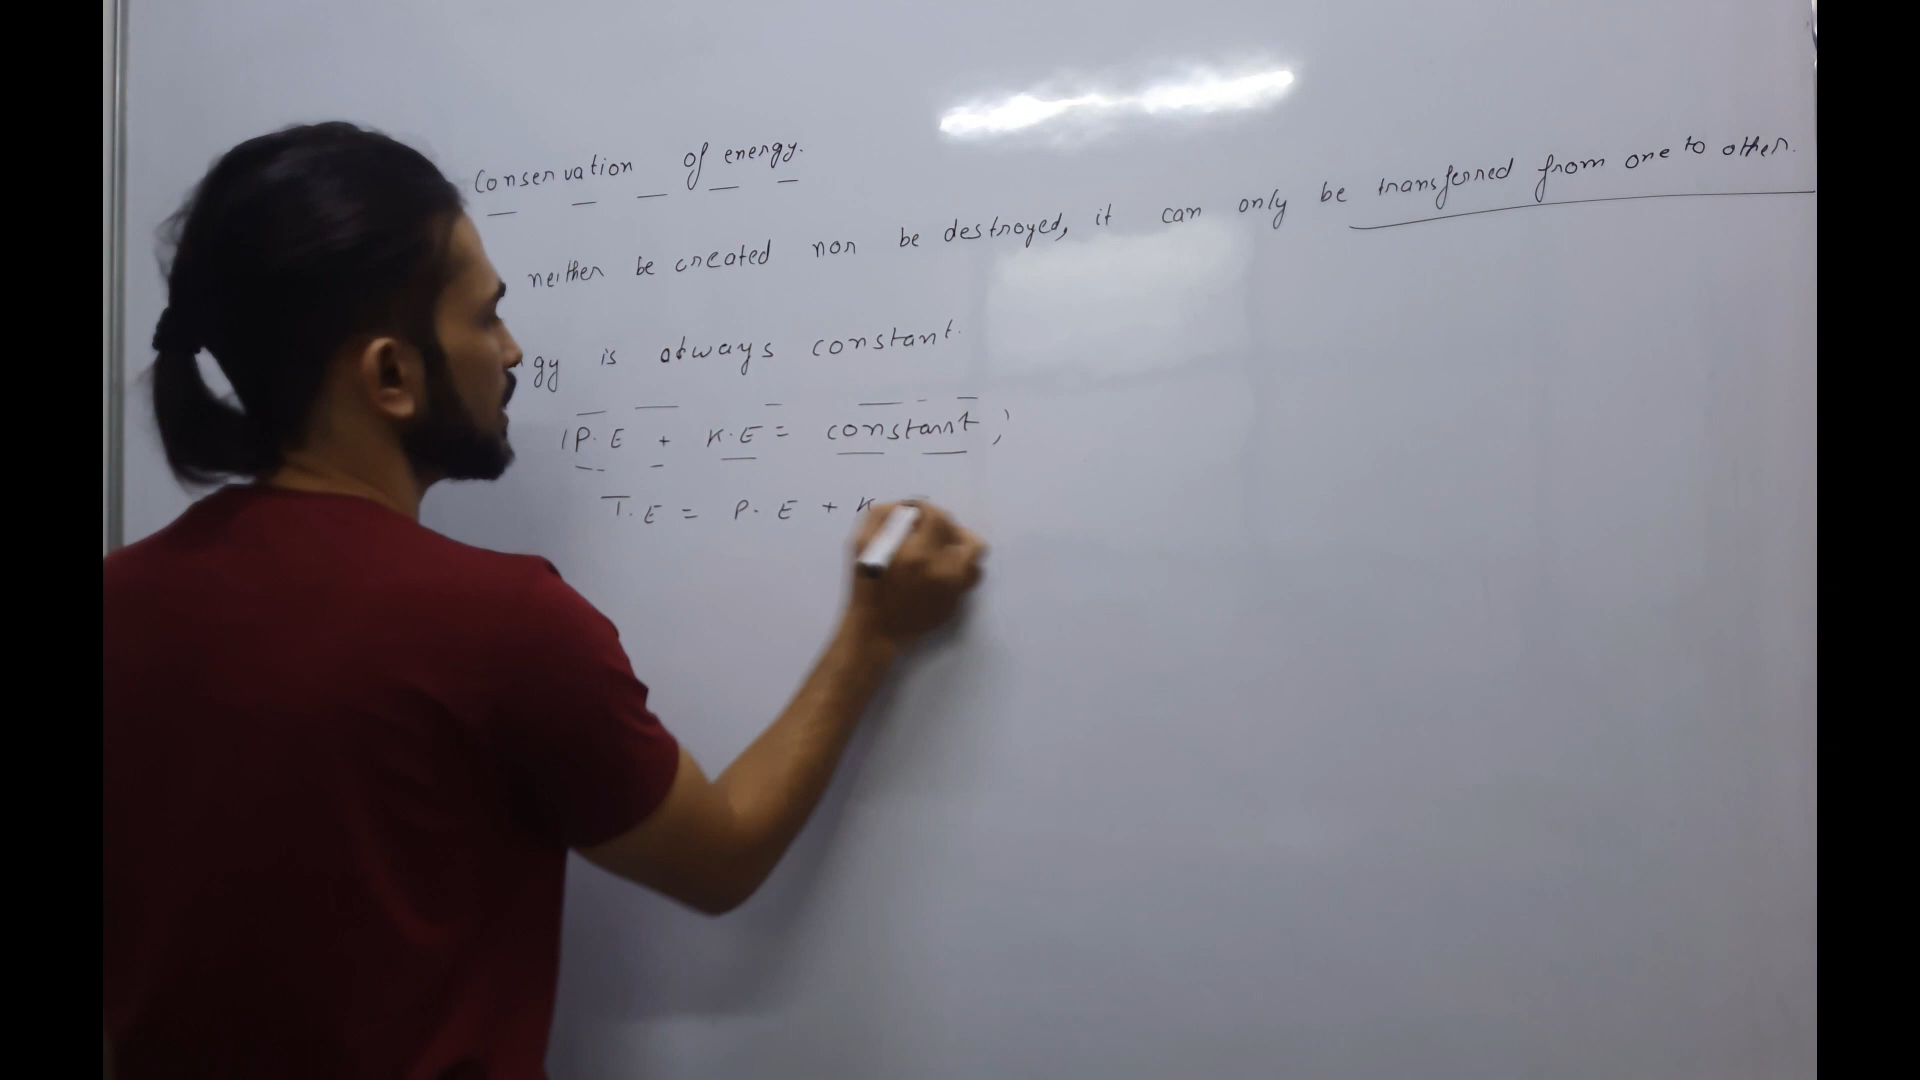 Conservation of energy.
neither be created nor be destroyed, it can only be transferred from one to other.
gy is always constant.
P.E + K.E = constant,
T.E = P.E + K